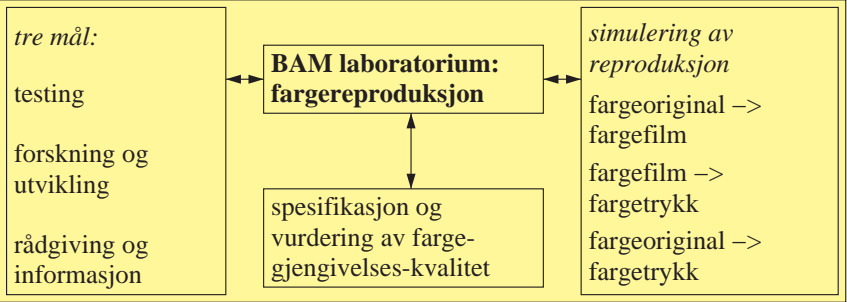 tre mål:
testing
forskning og
utvikling
rådgiving og
informasjon
BAM laboratorium:
fargereproduksjon
spesifikasjon og
vurdering av farge-
gjengivelses-kvalitet
simulering av
reproduksjon
fargeoriginal −>
fargefilm
fargefilm −>
fargetrykk
fargeoriginal −>
fargetrykk